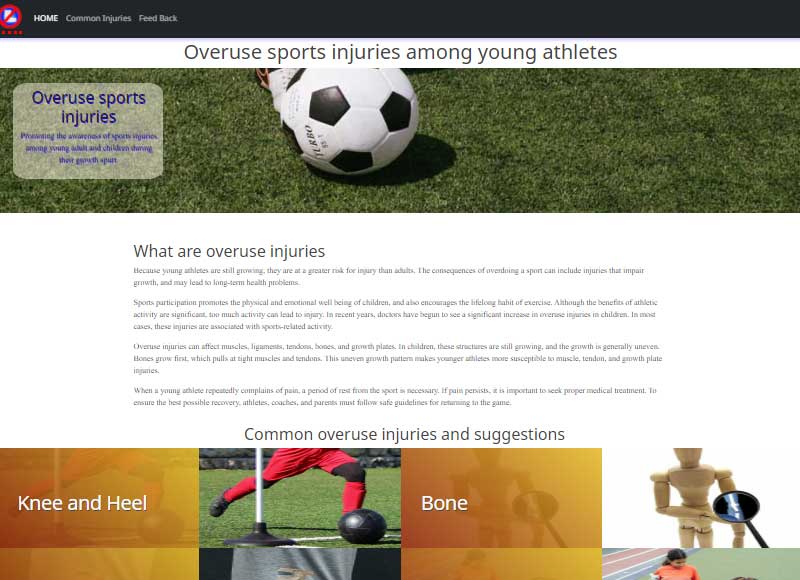 HOME Common Injuries Feed Back
Overuse sports injuries among young athletes
Overuse sports
injuries
Promoting the awareness of sports injuries
among young adult and children during
their growth spurt
TURBO
What are overuse injuries
Because young athletes are still growing, they are at a greater risk for injury than adults. The consequences of overdoing a sport can include injuries that impair
growth, and may lead to long-term health problems.
Sports participation promotes the physical and emotional well being of children, and also encourages the lifelong habit of exercise. Although the benefits of athletic
activity are significant, too much activity can lead to injury. In recent years, doctors have begun to see a significant increase in overuse injuries in children. In most
cases, these injuries are associated with sports-related activity.
Overuse injuries can affect muscles, ligaments, tendons, bones, and growth plates. In children, these structures are still growing, and the growth is generally uneven.
Bones grow first, which pulls at tight muscles and tendons. This uneven growth pattern makes younger athletes more susceptible to muscle, tendon, and growth plate
injuries.
When a young athlete repeatedly complains of pain, a period of rest from the sport is necessary. If pain persists, it is important to seek proper medical treatment. To
ensure the best possible recovery, athletes, coaches, and parents must follow safe guidelines for returning to the game.
Common overuse injuries and suggestions
Knee and Heel
Bone